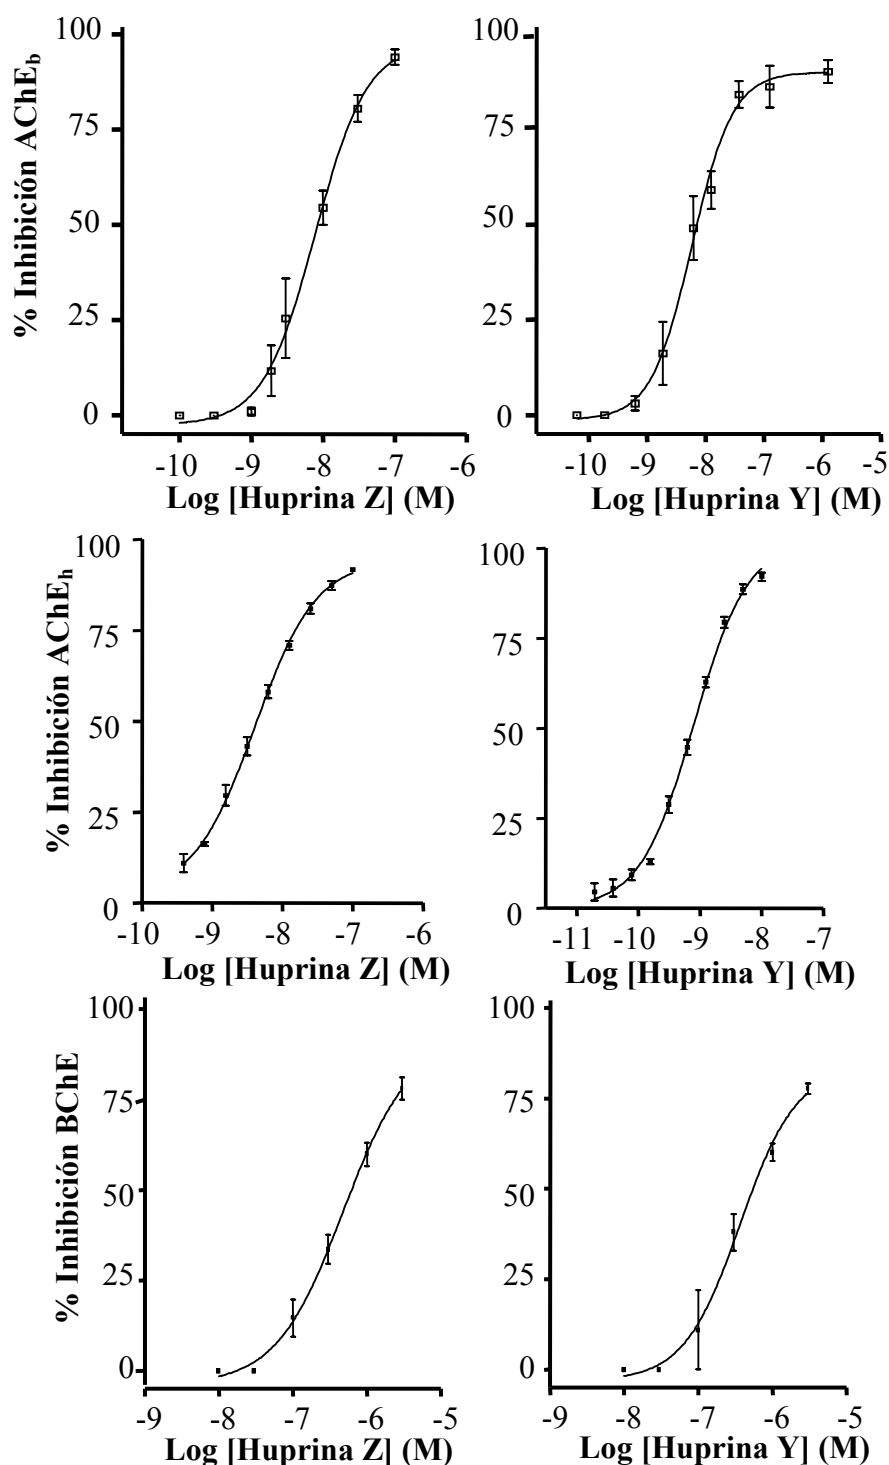 % Inhibición AChEb
100
75
50
25
0
-10 -9 -8 -7 -6
Log [Huprina Z] (M)
100
75
50
25
0
-10 -9 -8 -7 -6 -5
Log [Huprina Y] (M)
% Inhibición AChEh
100
75
50
25
0
-10 -9 -8 -7 -6
Log [Huprina Z] (M)
100
75
50
25
0
-11 -10 -9 -8 -7
Log [Huprina Y] (M)
% Inhibición BChE
100
75
50
25
0
-9 -8 -7 -6 -5
Log [Huprina Z] (M)
100
75
50
25
0
-9 -8 -7 -6 -5
Log [Huprina Y] (M)